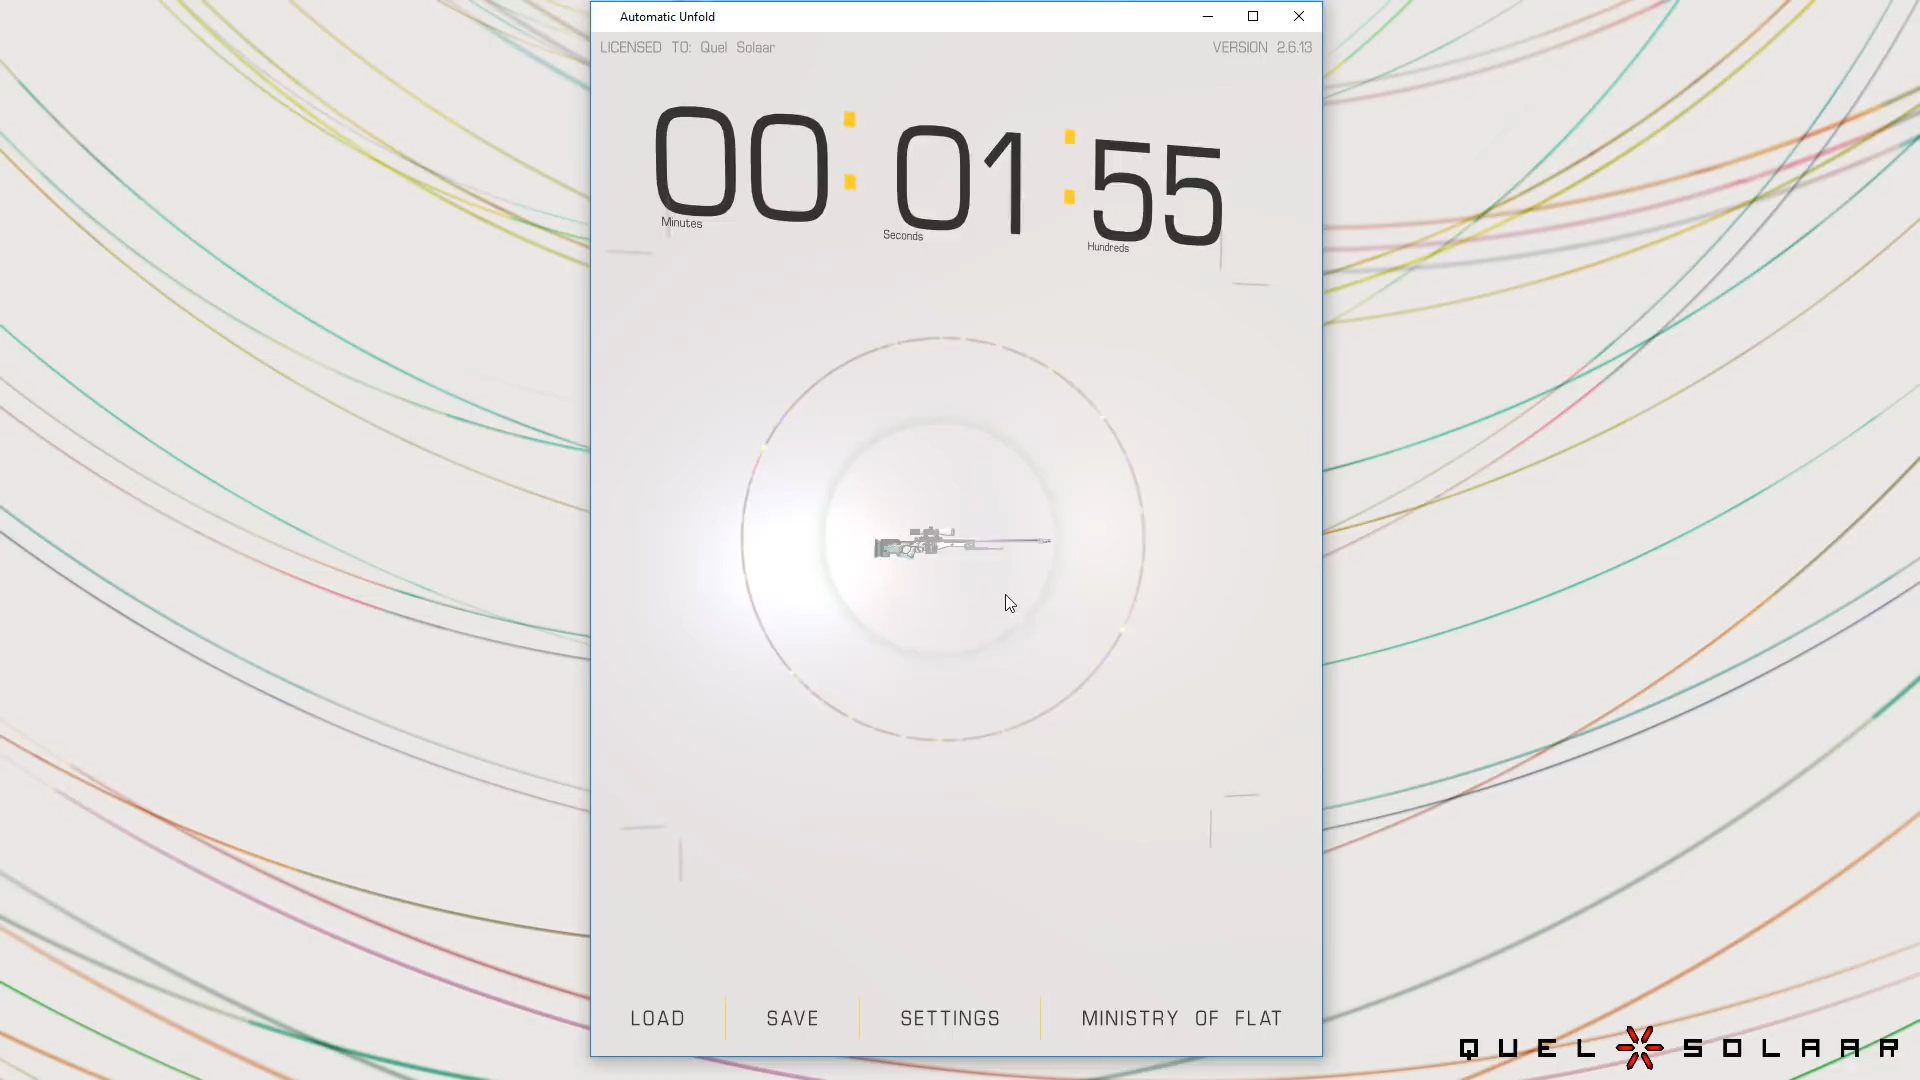 Automatic Unfold
LICENSED TO: Quel Solaar
VERSION 2.6.13
00:01:55
Minutes
Seconds
Hundreds
LOAD
SAVE
SETTINGS
MINISTRY OF FLAT
QUEL SOLAAR